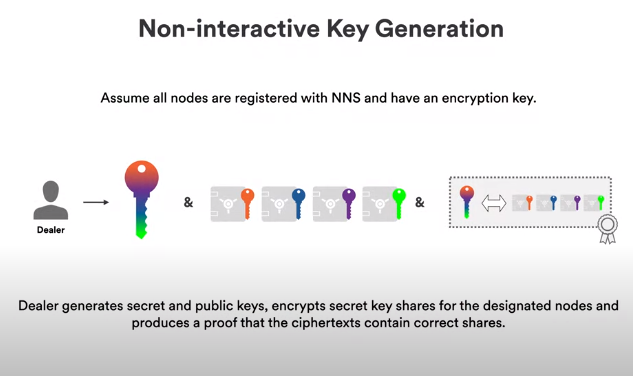 Non-interactive Key Generation
Assume all nodes are registered with NNS and have an encryption key.
& &
Dealer
Dealer generates secret and public keys, encrypts secret key shares for the designated nodes and
produces a proof that the ciphertexts contain correct shares.